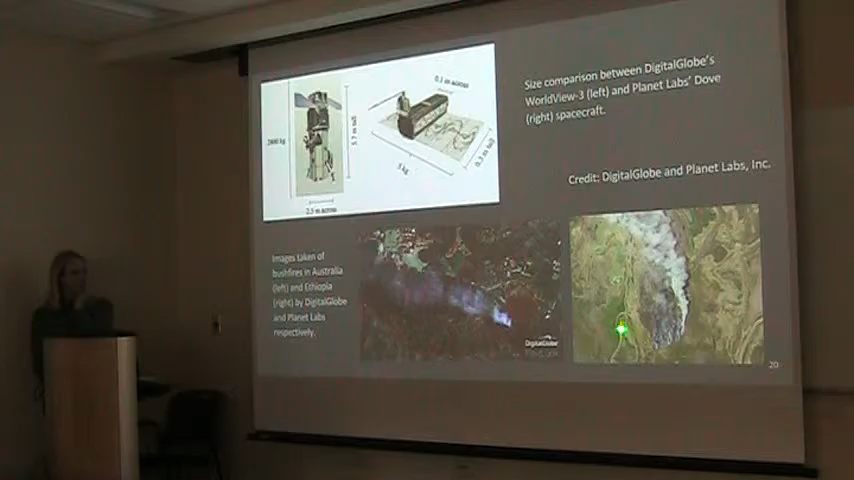 0.1 m across
2800 kg
5.7 m tall
5 kg
0.3 m tall
2.5 m across
Size comparison between DigitalGlobe's
WorldView-3 (left) and Planet Labs' Dove
(right) spacecraft.
Credit: DigitalGlobe and Planet Labs, Inc.
Images taken of
bushfires in Australia
(left) and Ethiopia
(right) by DigitalGlobe
and Planet Labs
respectively.
DigitalGlobe
20